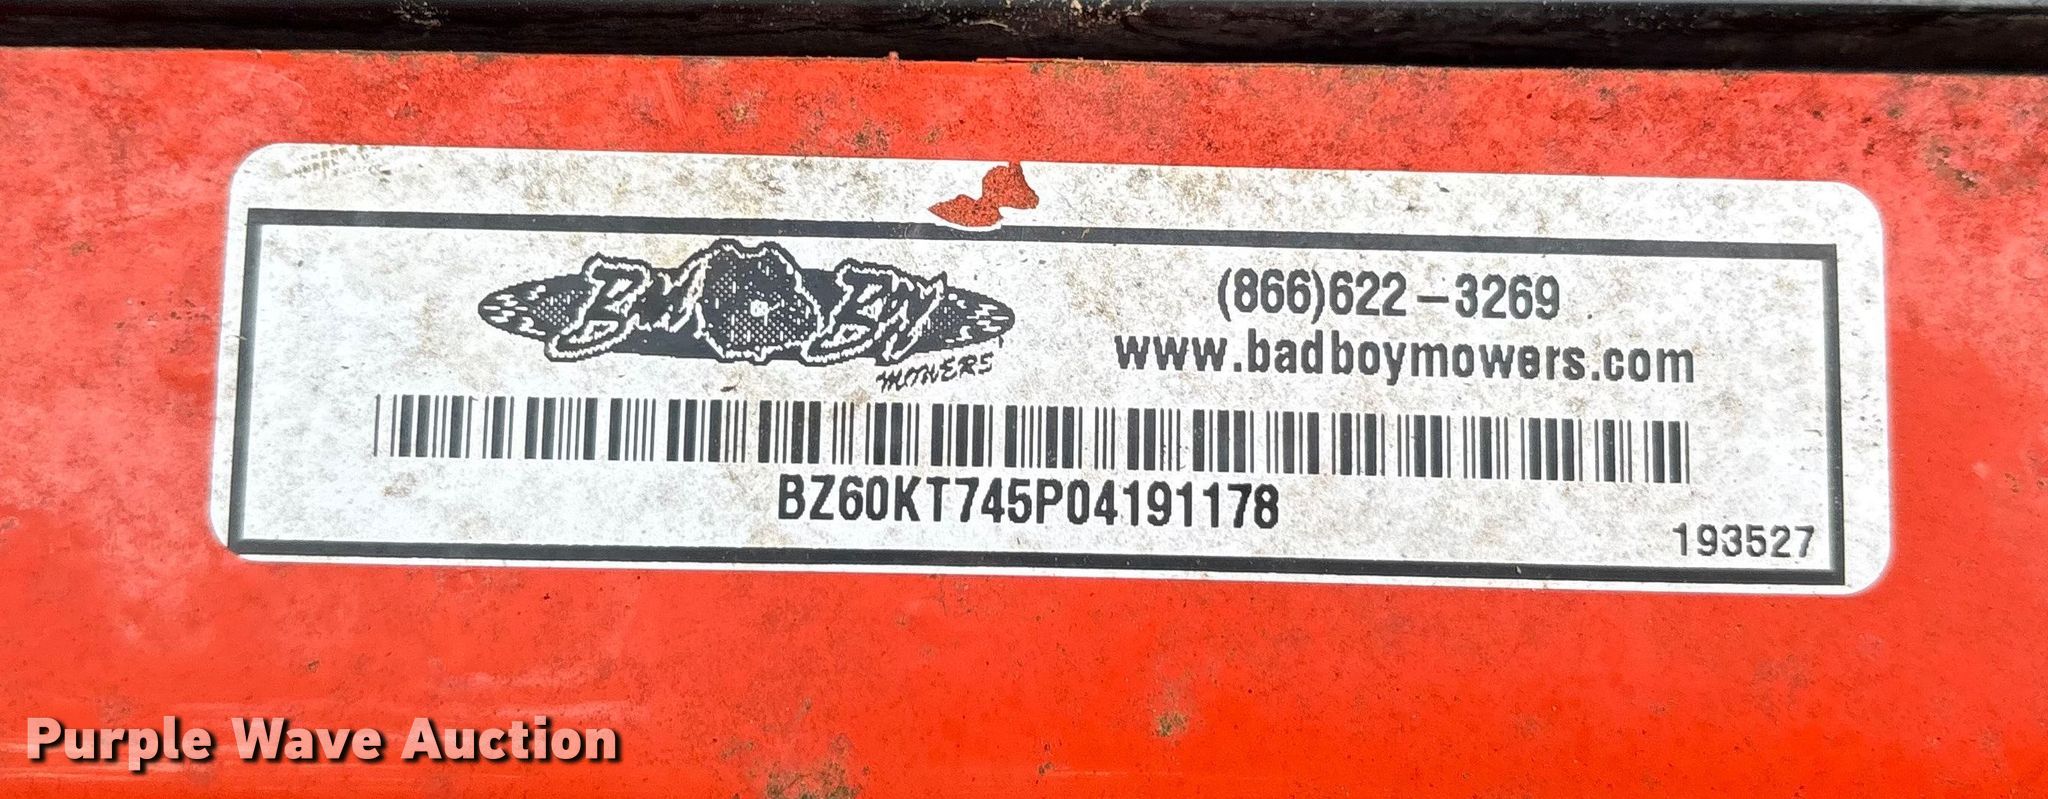 BAD BOY
MOWERS
(866)622-3269
www.badboymowers.com
BZ60KT745P04191178
193527
Purple Wave Auction